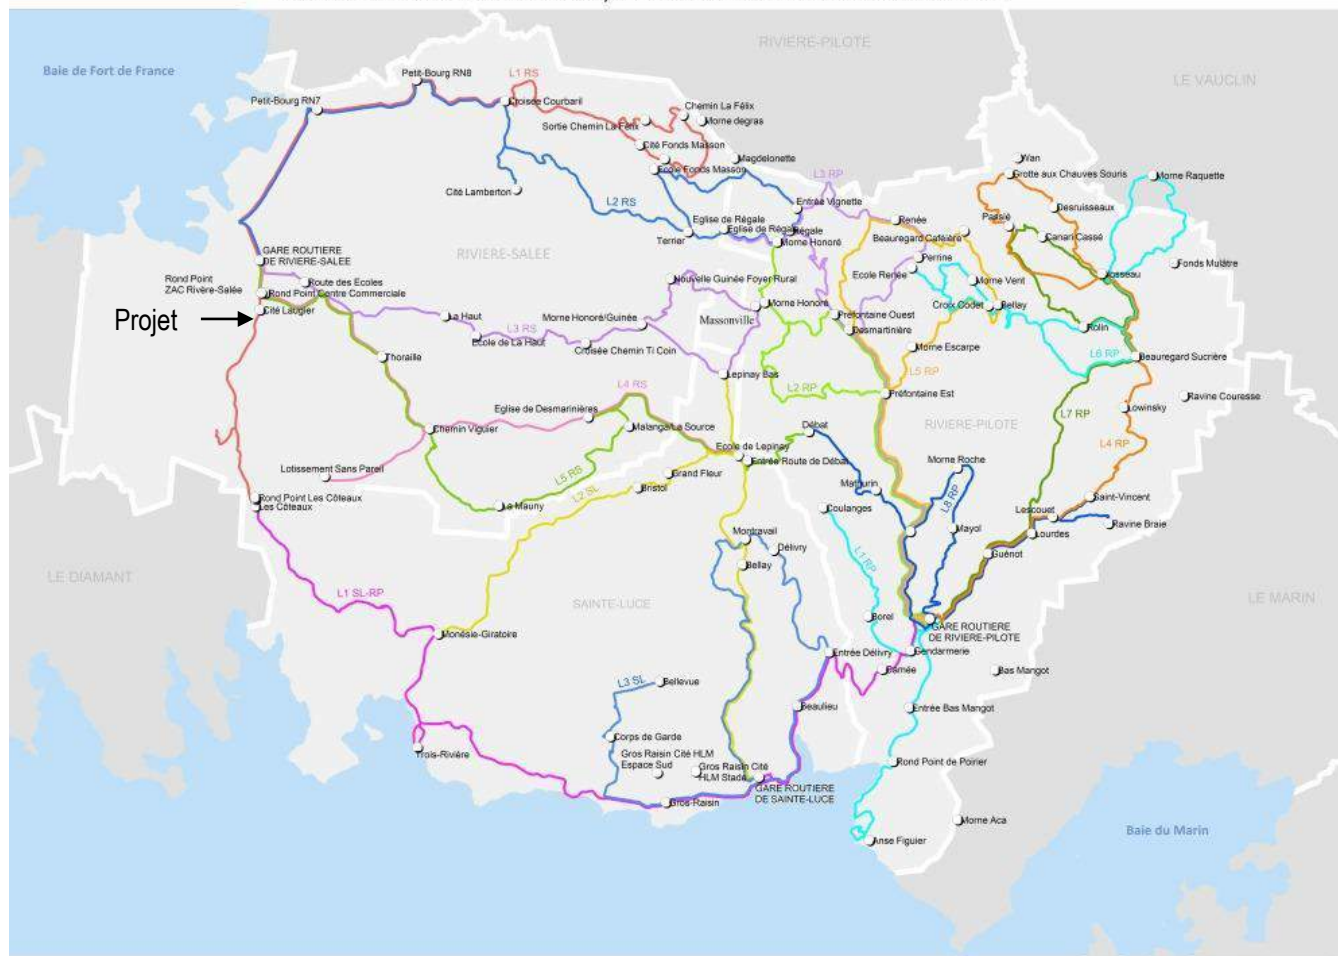 RIVIERE-PILOTE
Baie de Fort de France
LE VAUCLIN
Petit-Bourg RN8
L1 RS
Petit-Bourg RN7
Croisée Courbaril
Chemin La Félix
Sortie Chemin La Félix
Morne degras
Cité Fonds Masson
Magdelonette
Ecole Fonds Masson
Wan
Grotte aux Chauves Souris
Morne Raquette
L3 RP
Cité Lamberton
L2 RS
Entrée Vignette
Desruisseaux
Eglise de Régale
Renée
Passié
Terrier
Eglise de Régale
Régale
Morne Honoré
Beauregard Caféière
Canari Cassé
GARE ROUTIERE
DE RIVIERE-SALEE
RIVIERE-SALEE
Perrine
Fonds Mulâtre
Ecole Renée
Josseau
Rond Point
ZAC Rivère-Salée
Route des Ecoles
Nouvelle Guinée Foyer Rural
Morne Vent
Rond Point Centre Commerciale
Morne Honoré
Croix Codet
Bellay
Projet
Cité Laugier
La Haut
Morne Honoré/Guinée
Massonville
Préfontaine Ouest
Desmartinière
Rolin
L3 RS
Ecole de La Haut
Croisée Chemin Ti Coin
Morne Escarpe
L6 RP
Beauregard Sucrière
Thoraille
Lepinay Bas
L5 RP
L4 RS
L2 RP
Préfontaine Est
Ravine Couresse
Eglise de Desmarinières
L7 RP
Lowinsky
Chemin Viguier
Malanga/La Source
RIVIERE-PILOTE
Débat
L4 RP
Ecole de Lepinay
Entrée Route de Débat
Lotissement Sans Pareil
L5 RS
Grand Fleur
Morne Roche
Bristol
L2 SL
Mathurin
L8 RP
Rond Point Les Côteaux
Les Côteaux
La Mauny
Coulanges
Saint-Vincent
Lescouet
Ravine Braie
Montravail
Mayol
Lourdes
Délivry
L1 RP
Guénot
Bellay
LE DIAMANT
L1 SL-RP
SAINTE-LUCE
LE MARIN
Borel
GARE ROUTIERE
DE RIVIERE-PILOTE
Monésie-Giratoire
Entrée Délivry
Gendarmerie
Camée
Bas Mangot
L3 SL
Bellevue
Beaulieu
Entrée Bas Mangot
Corps de Garde
Trois-Rivière
Gros Raisin Cité HLM
Espace Sud
Gros Raisin Cité
HLM Stade
Rond Point de Poirier
GARE ROUTIERE
DE SAINTE-LUCE
Gros-Raisin
Morne Aca
Baie du Marin
Anse Figuier